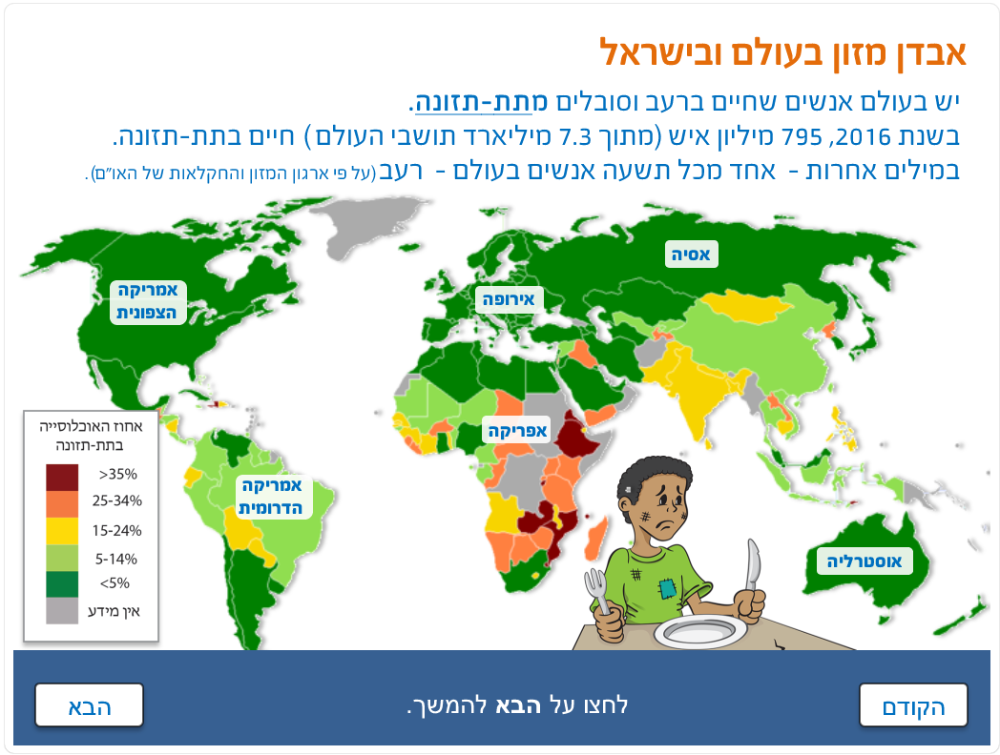 אבדן מזון בעולם ובישראל
יש בעולם אנשים שחיים ברעב וסובלים מתת-תזונה.
בשנת 2016, 795 מיליון איש (מתוך 7.3 מיליארד תושבי העולם) חיים בתת-תזונה.
במילים אחרות - אחד מכל תשעה אנשים בעולם - רעב (על פי ארגון המזון והחקלאות של האו"ם).
אסיה
אמריקה
הצפונית
אירופה
אפריקה
אמריקה
הדרומית
אוסטרליה
אחוז האוכלוסייה
בתת-תזונה
>35%
25-34%
15-24%
5-14%
<5%
אין מידע
הקודם
לחצו על הבא להמשך.
הבא